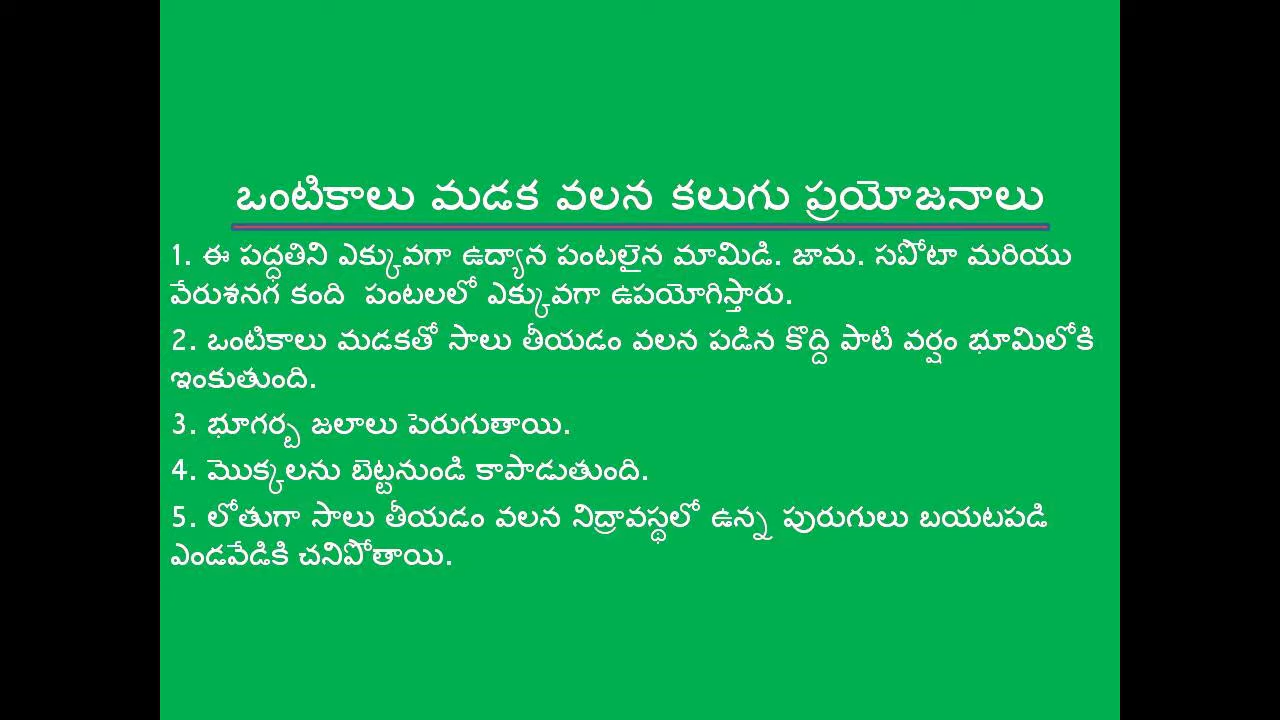 ఒంటికాలు మడక వలన కలుగు ప్రయోజనాలు
1. ఈ పద్ధతిని ఎక్కువగా ఉద్యాన పంటలైన మామిడి. జామ. సపోటా మరియు
వేరుశనగ కంది పంటలలో ఎక్కువగా ఉపయోగిస్తారు.
2. ఒంటికాలు మడకతో సాలు తీయడం వలన పడిన కొద్ది పాటి వర్షం భూమిలోకి
ఇంకుతుంది.
3. భూగర్బ జలాలు పెరుగుతాయి.
4. మొక్కలను బెట్టనుండి కాపాడుతుంది.
5. లోతుగా సాలు తీయడం వలన నిద్రావస్థలో ఉన్న పురుగులు బయటపడి
ఎండవేడికి చనిపోతాయి.